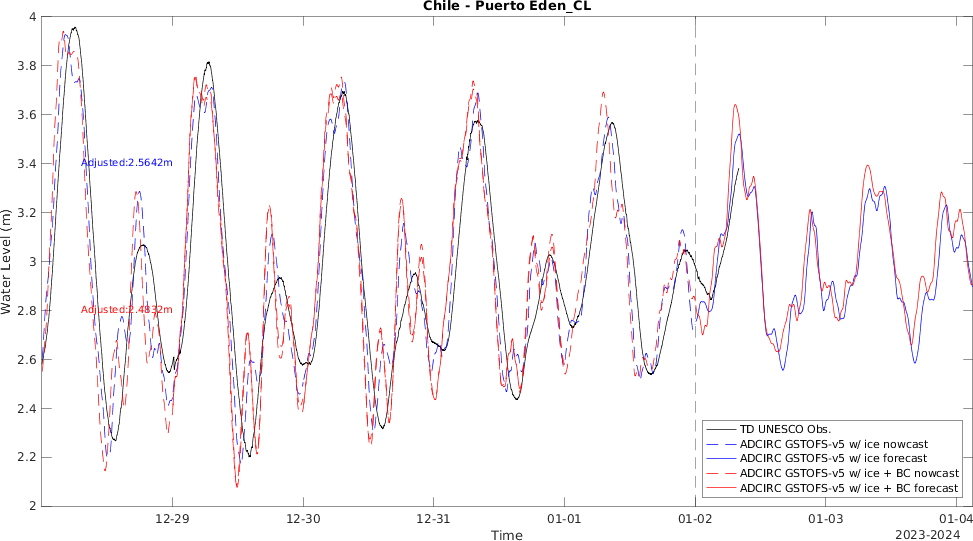 Chile - Puerto Eden_CL
4
3.8
3.6
3.4
3.2
3
2.8
2.6
2.4
2.2
2
Water Level (m)
Adjusted:2.5642m
Adjusted:2.4832m
TD UNESCO Obs.
ADCIRC GSTOFS-v5 w/ ice nowcast
ADCIRC GSTOFS-v5 w/ ice forecast
ADCIRC GSTOFS-v5 w/ ice + BC nowcast
ADCIRC GSTOFS-v5 w/ ice + BC forecast
12-29 12-30 12-31 01-01 01-02 01-03 01-04
Time
2023-2024